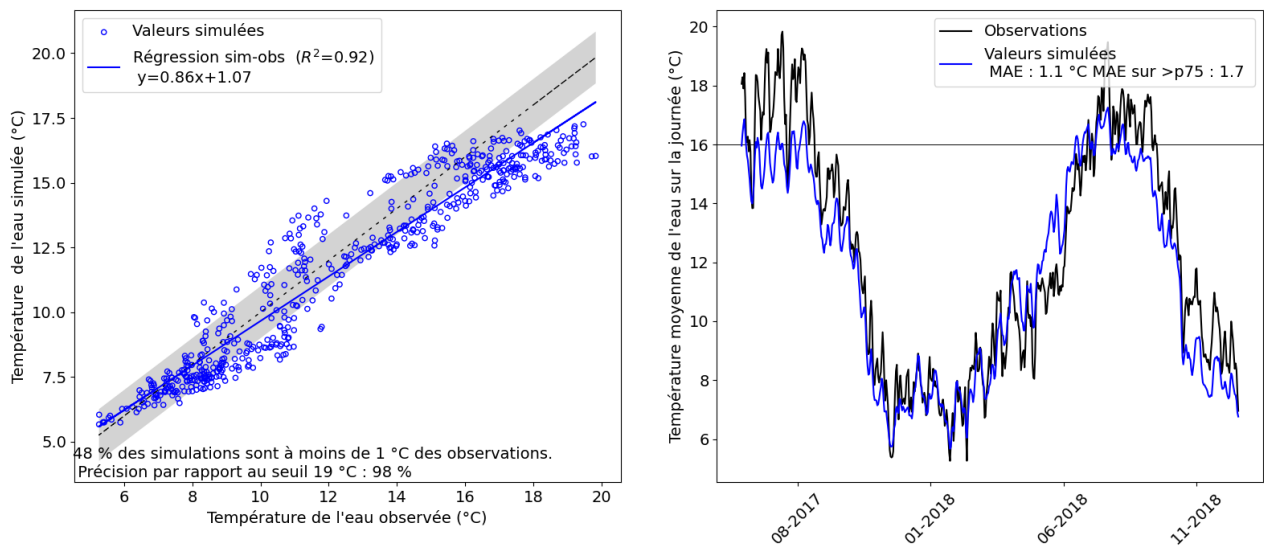 Valeurs simulées
Régression sim-obs (R²=0.92)
y=0.86x+1.07
20.0
17.5
15.0
12.5
10.0
7.5
5.0
Température de l'eau simulée (°C)
48 % des simulations sont à moins de 1 °C des observations.
Précision par rapport au seuil 19 °C : 98 %
6 8 10 12 14 16 18 20
Température de l'eau observée (°C)
Observations
Valeurs simulées
MAE : 1.1 °C MAE sur >p75 : 1.7
20
18
16
14
12
10
8
6
Température moyenne de l'eau sur la journée (°C)
08-2017 01-2018 06-2018 11-2018